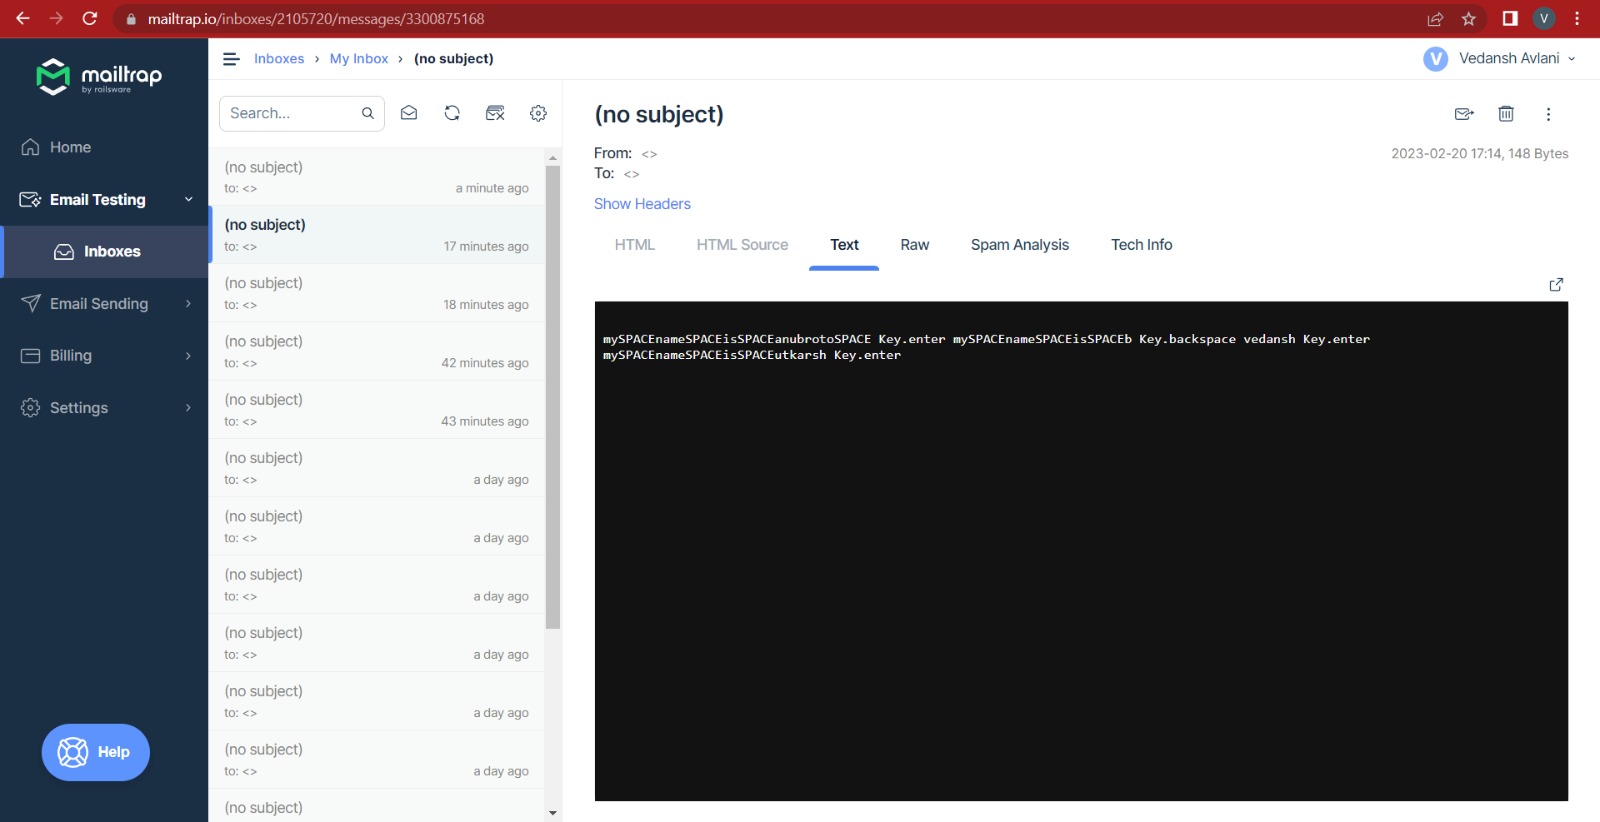 mailtrap.io/inboxes/2105720/messages/3300875168
V
mailtrap
by railsware
Inboxes › My Inbox › (no subject)
V Vedansh Avlani
Home
Email Testing
Inboxes
Email Sending
Billing
Settings
Help
Search...
(no subject)
to: <> a minute ago
(no subject)
to: <> 17 minutes ago
(no subject)
to: <> 18 minutes ago
(no subject)
to: <> 42 minutes ago
(no subject)
to: <> 43 minutes ago
(no subject)
to: <> a day ago
(no subject)
to: <> a day ago
(no subject)
to: <> a day ago
(no subject)
to: <> a day ago
(no subject)
to: <> a day ago
(no subject)
to: <> a day ago
(no subject)
(no subject)
From: <> 2023-02-20 17:14, 148 Bytes
To: <>
Show Headers
HTML HTML Source Text Raw Spam Analysis Tech Info
mySPACEnameSPACEisSPACEanubrotoSPACE Key.enter mySPACEnameSPACEisSPACEb Key.backspace vedansh Key.enter
mySPACEnameSPACEisSPACEutkarsh Key.enter